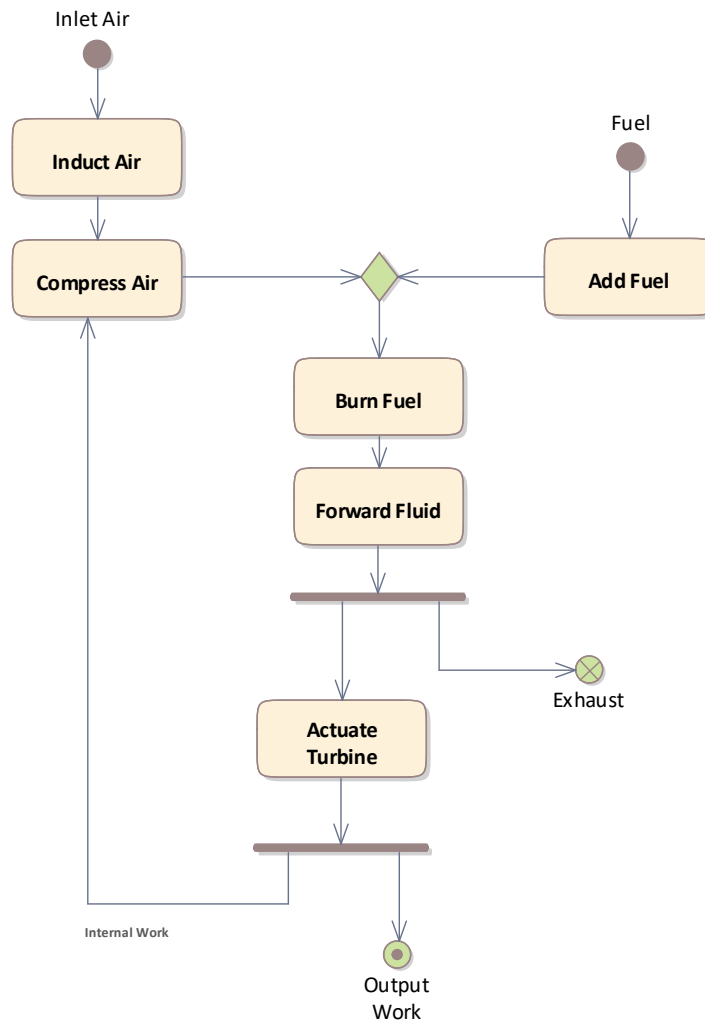 Inlet Air
Fuel
Induct Air
Compress Air
Add Fuel
Burn Fuel
Forward Fluid
Exhaust
Actuate
Turbine
Internal Work
Output
Work